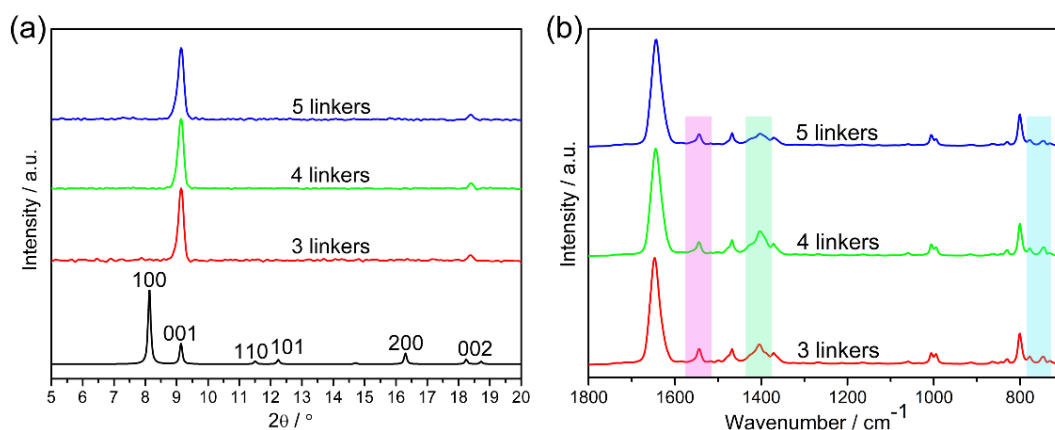 (a)
Intensity / a.u.
5 linkers
4 linkers
3 linkers
100
001
110
101
200
002
5 6 7 8 9 10 11 12 13 14 15 16 17 18 19 20
2θ / °
(b)
Intensity / a.u.
5 linkers
4 linkers
3 linkers
1800 1600 1400 1200 1000 800
Wavenumber / cm⁻¹